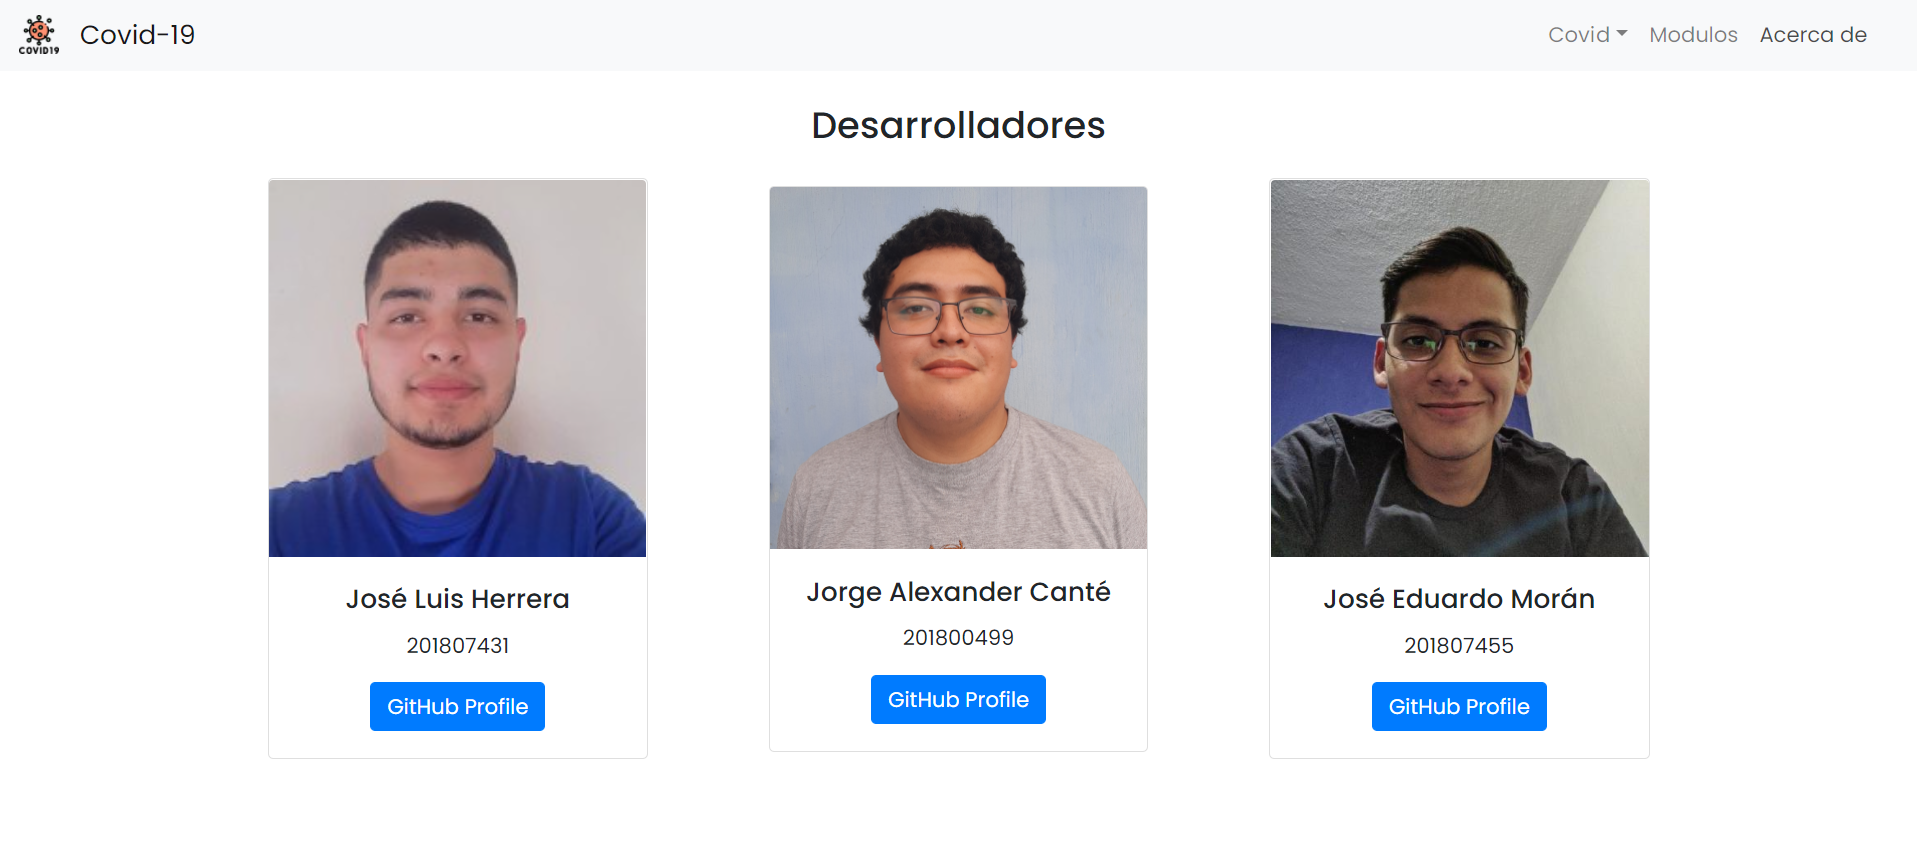 COVID19
Covid-19
Covid
Modulos
Acerca de
Desarrolladores
José Luis Herrera
201807431
GitHub Profile
Jorge Alexander Canté
201800499
GitHub Profile
José Eduardo Morán
201807455
GitHub Profile